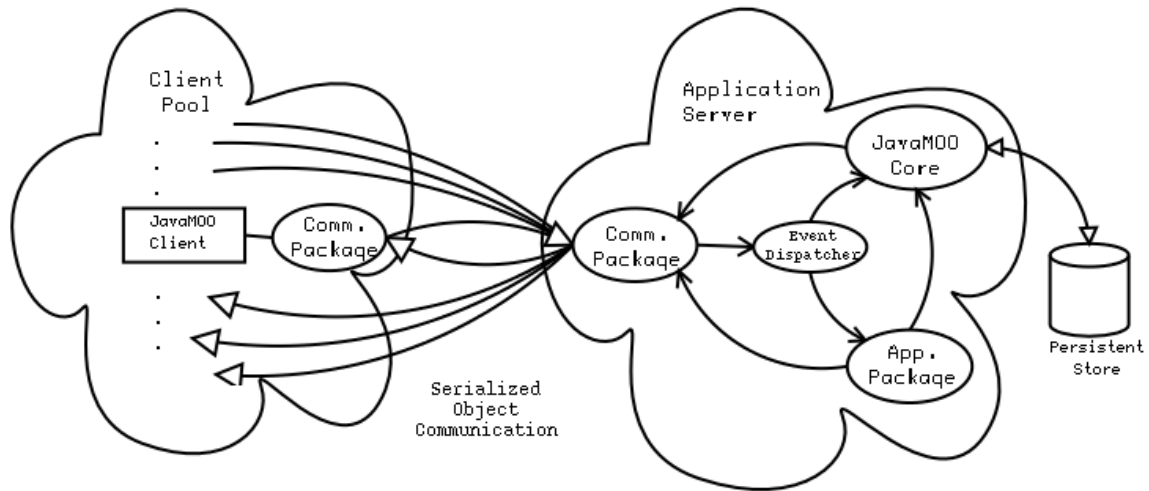 Client
Pool
Application
Server
JavaMOO
Core
JavaMOO
Client
Comm.
Package
Comm.
Package
Event
Dispatcher
App.
Package
Persistent
Store
Serialized
Object
Communication